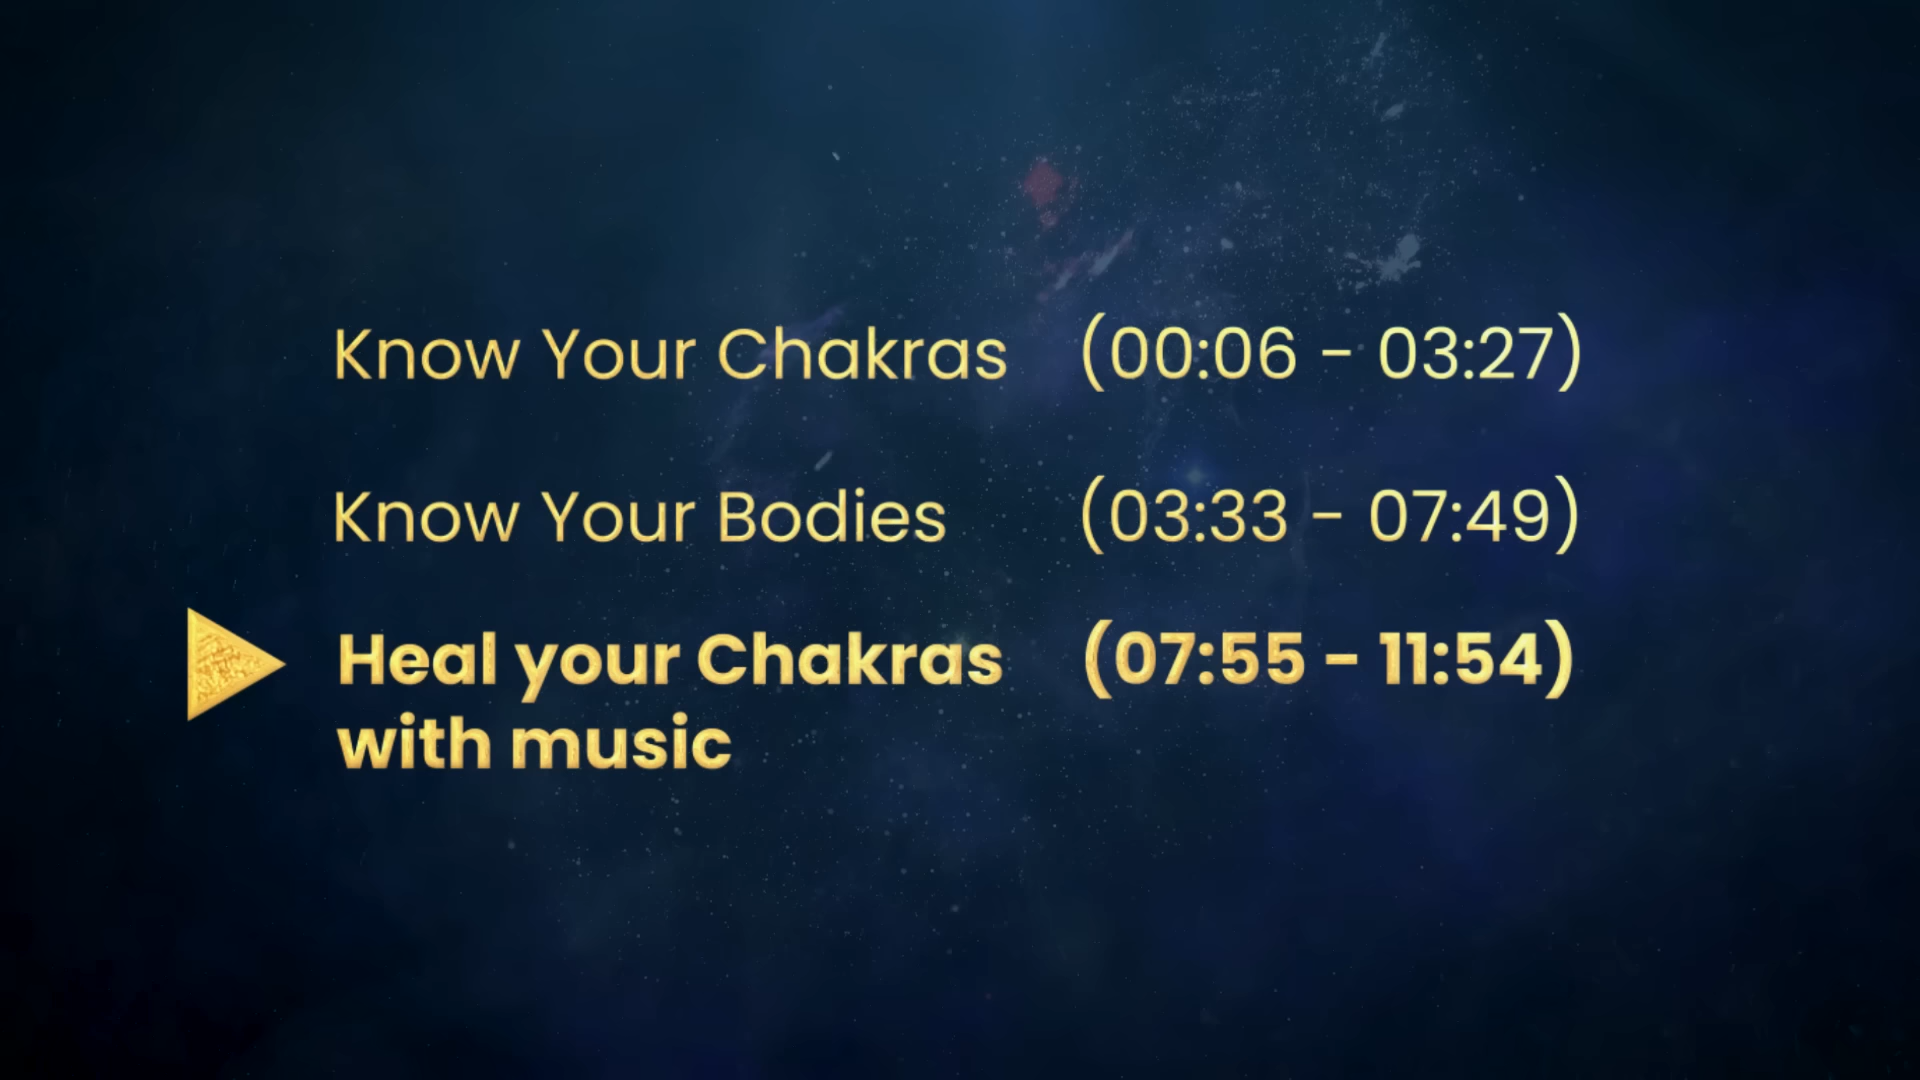 Know Your Chakras (00:06 - 03:27)
Know Your Bodies (03:33 - 07:49)
Heal your Chakras (07:55 - 11:54)
with music